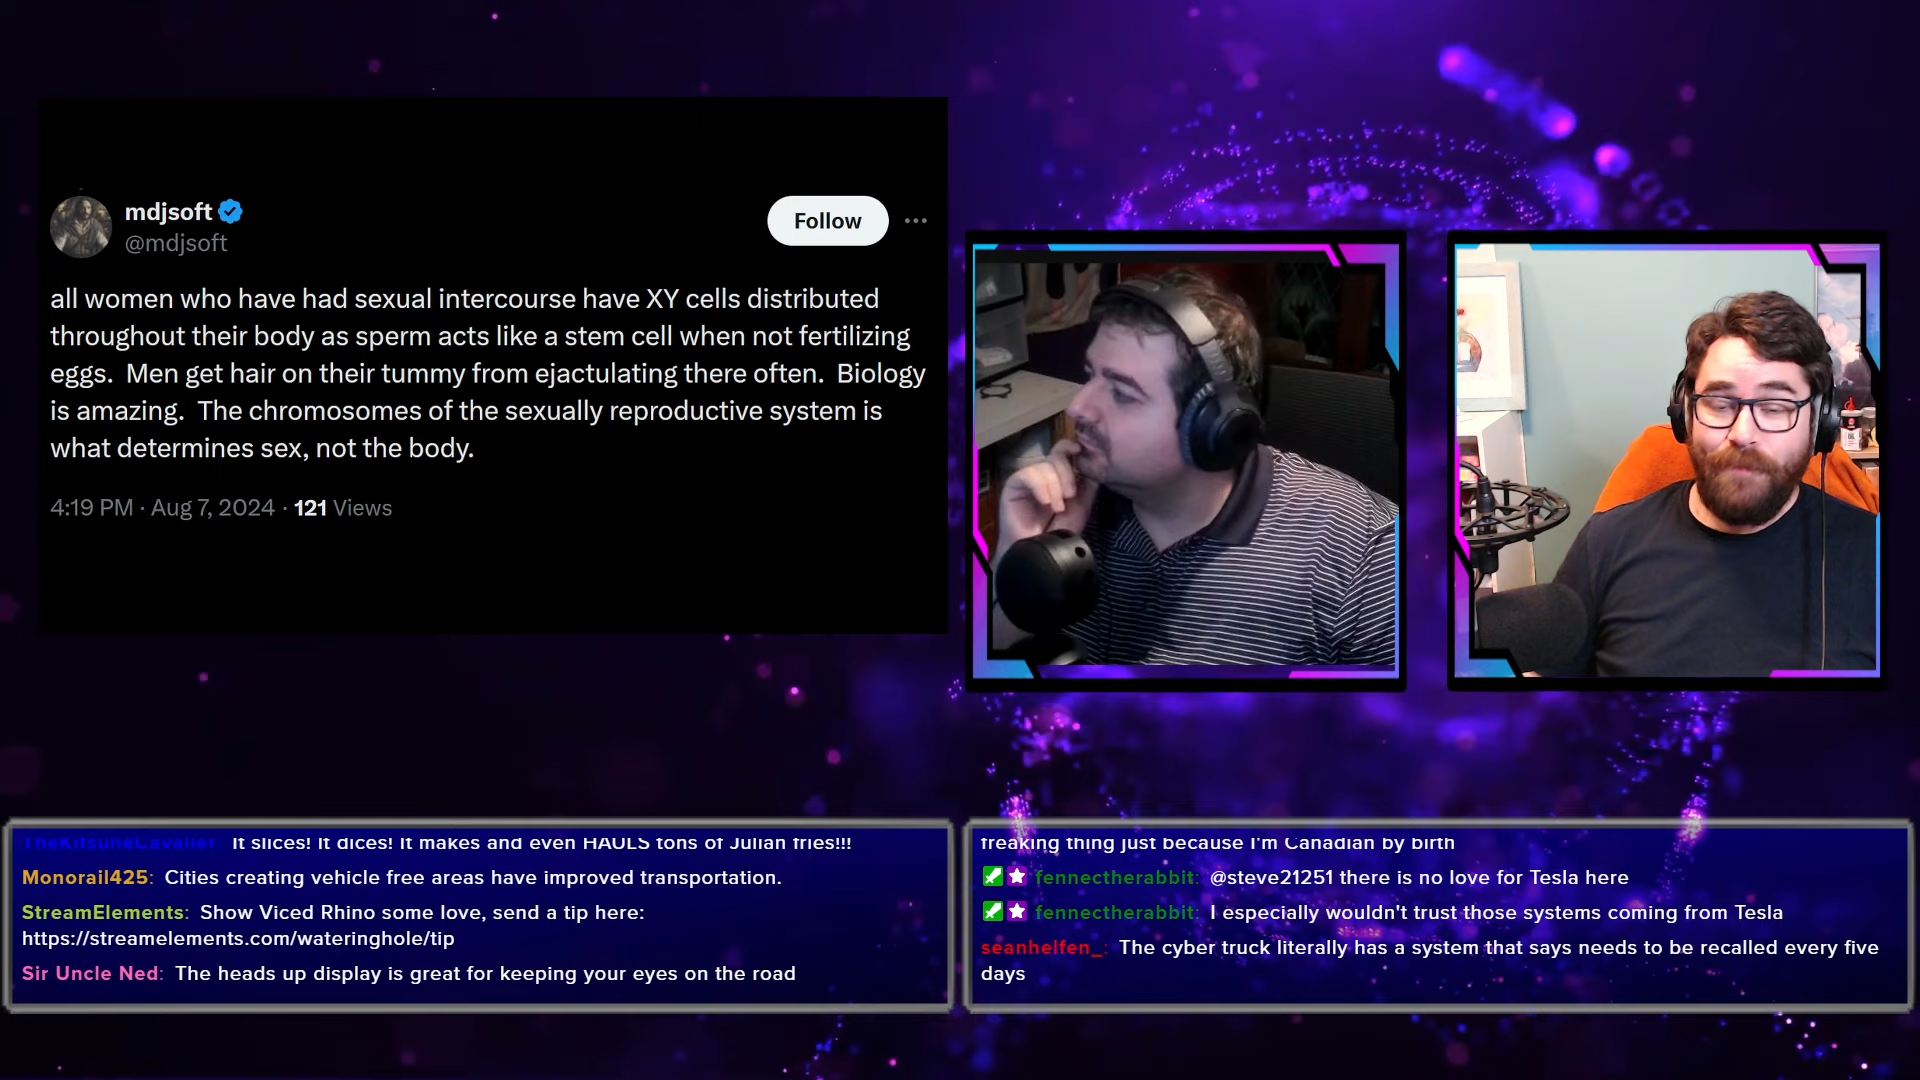 mdjsoft
@mdjsoft
Follow
all women who have had sexual intercourse have XY cells distributed
throughout their body as sperm acts like a stem cell when not fertilizing
eggs.  Men get hair on their tummy from ejactulating there often.  Biology
is amazing.  The chromosomes of the sexually reproductive system is
what determines sex, not the body.
4:19 PM · Aug 7, 2024 · 121 Views
TheKitsuneCavalier: It slices! It dices! It makes and even HAULS tons of Julian fries!!!
Monorail425: Cities creating vehicle free areas have improved transportation.
StreamElements: Show Viced Rhino some love, send a tip here:
https://streamelements.com/wateringhole/tip
Sir Uncle Ned: The heads up display is great for keeping your eyes on the road
freaking thing just because I'm Canadian by birth
fennectherabbit: @steve21251 there is no love for Tesla here
fennectherabbit: I especially wouldn't trust those systems coming from Tesla
seanhelfen_: The cyber truck literally has a system that says needs to be recalled every five
days